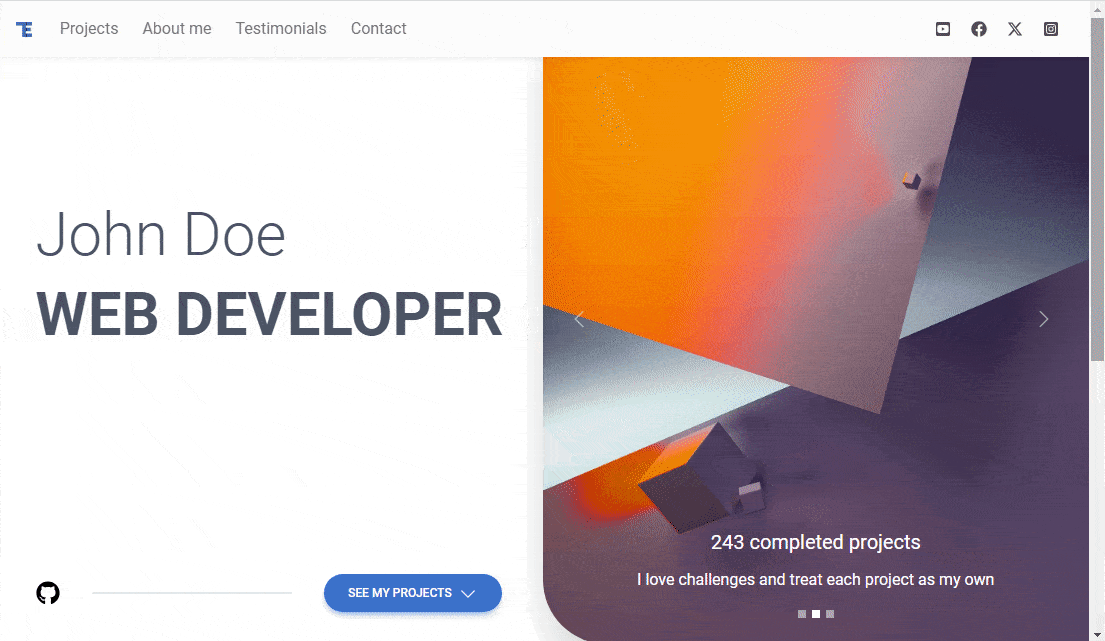 TE
Projects About me Testimonials Contact
John Doe
WEB DEVELOPER
SEE MY PROJECTS
243 completed projects
I love challenges and treat each project as my own